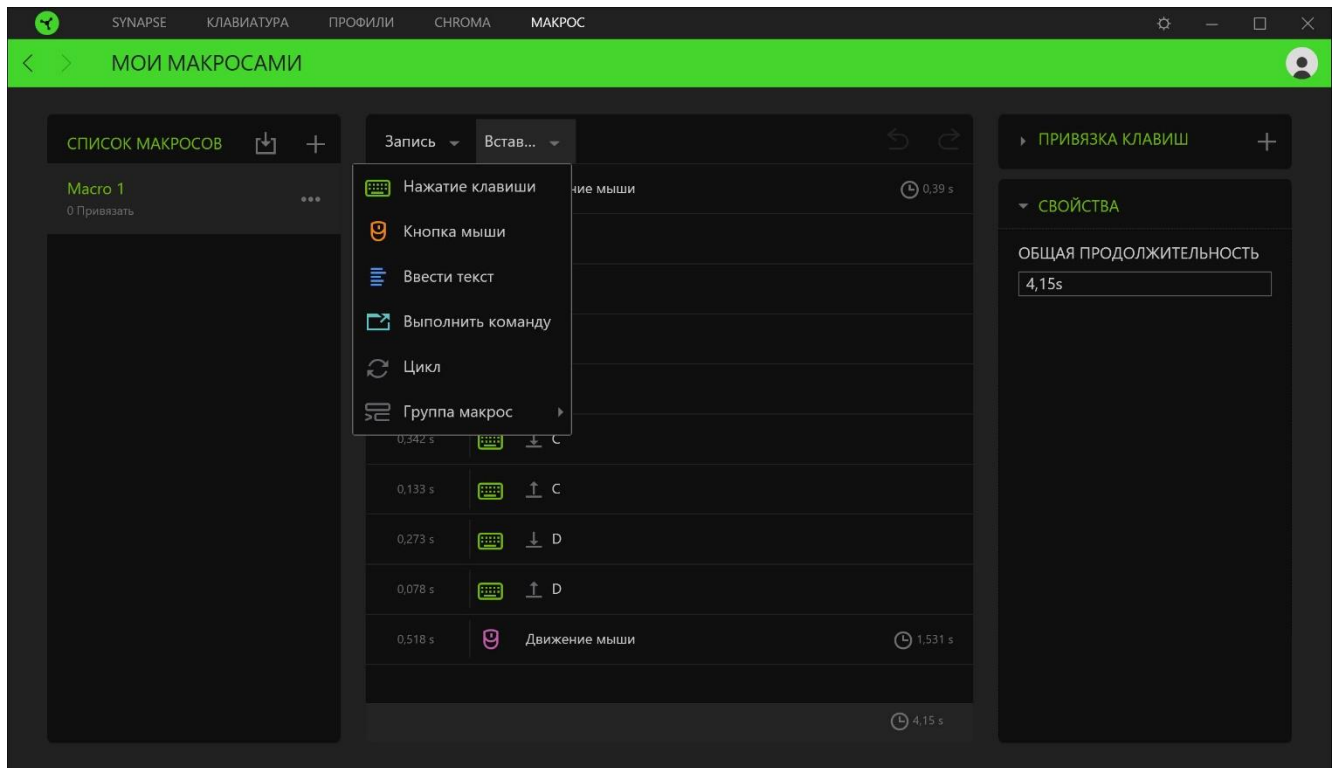 SYNAPSE КЛАВИАТУРА ПРОФИЛИ CHROMA МАКРОС
МОИ МАКРОСАМИ
СПИСОК МАКРОСОВ
Macro 1
0 Привязать
Запись Встав...
Нажатие клавиши
Кнопка мыши
Ввести текст
Выполнить команду
Цикл
Группа макрос
ние мыши 0,39 s
0,342 s C
0,133 s C
0,273 s D
0,078 s D
0,518 s Движение мыши 1,531 s
4,15 s
ПРИВЯЗКА КЛАВИШ
СВОЙСТВА
ОБЩАЯ ПРОДОЛЖИТЕЛЬНОСТЬ
4,15s